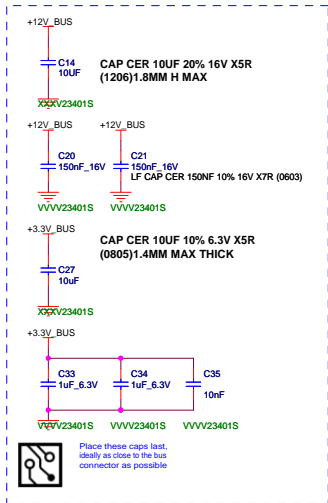 +12V_BUS
C14
10UF
CAP CER 10UF 20% 16V X5R
(1206)1.8MM H MAX
XXXV23401S
+12V_BUS +12V_BUS
C20
150nF_16V
C21
150nF_16V
LF CAP CER 150NF 10% 16V X7R (0603)
VVVV23401S VVVV23401S
+3.3V_BUS
CAP CER 10UF 10% 6.3V X5R
(0805)1.4MM MAX THICK
C27
10uF
XXXV23401S
+3.3V_BUS
C33
1uF_6.3V
C34
1uF_6.3V
C35
10nF
VVVV23401S VVVV23401S VVVV23401S
Place these caps last,
ideally as close to the bus
connector as possible